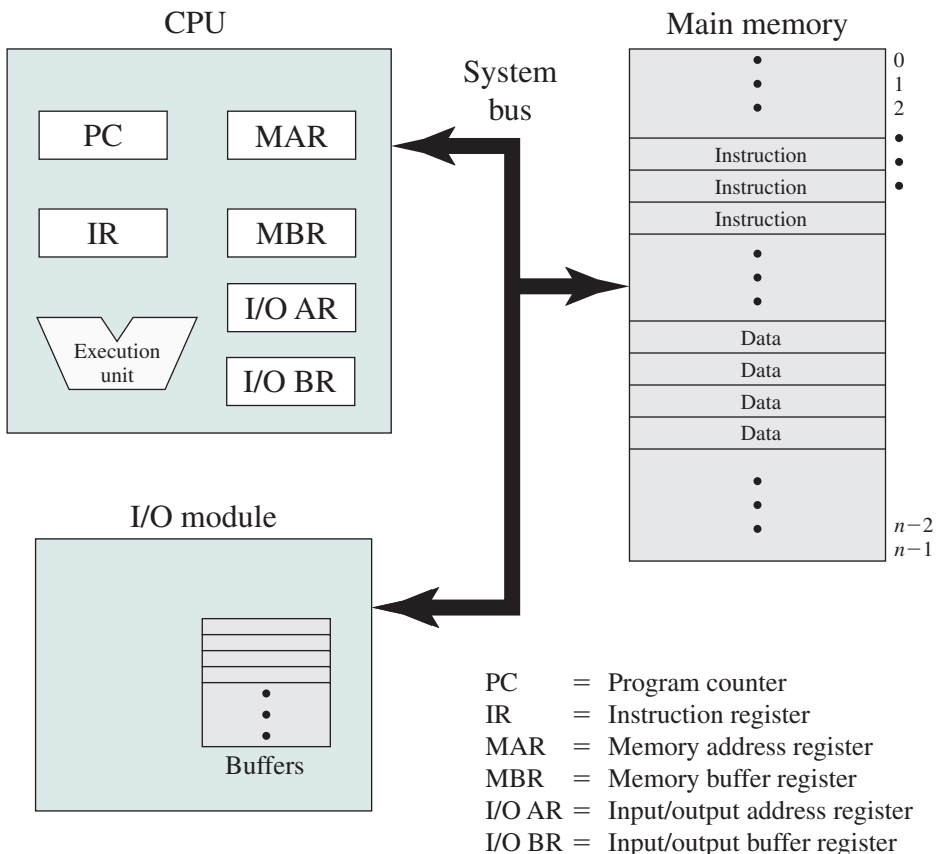 CPU
PC
MAR
IR
MBR
I/O AR
Execution
unit
I/O BR
System
bus
Main memory
0
1
2
Instruction
Instruction
Instruction
Data
Data
Data
Data
n−2
n−1
I/O module
Buffers
PC = Program counter
IR = Instruction register
MAR = Memory address register
MBR = Memory buffer register
I/O AR = Input/output address register
I/O BR = Input/output buffer register